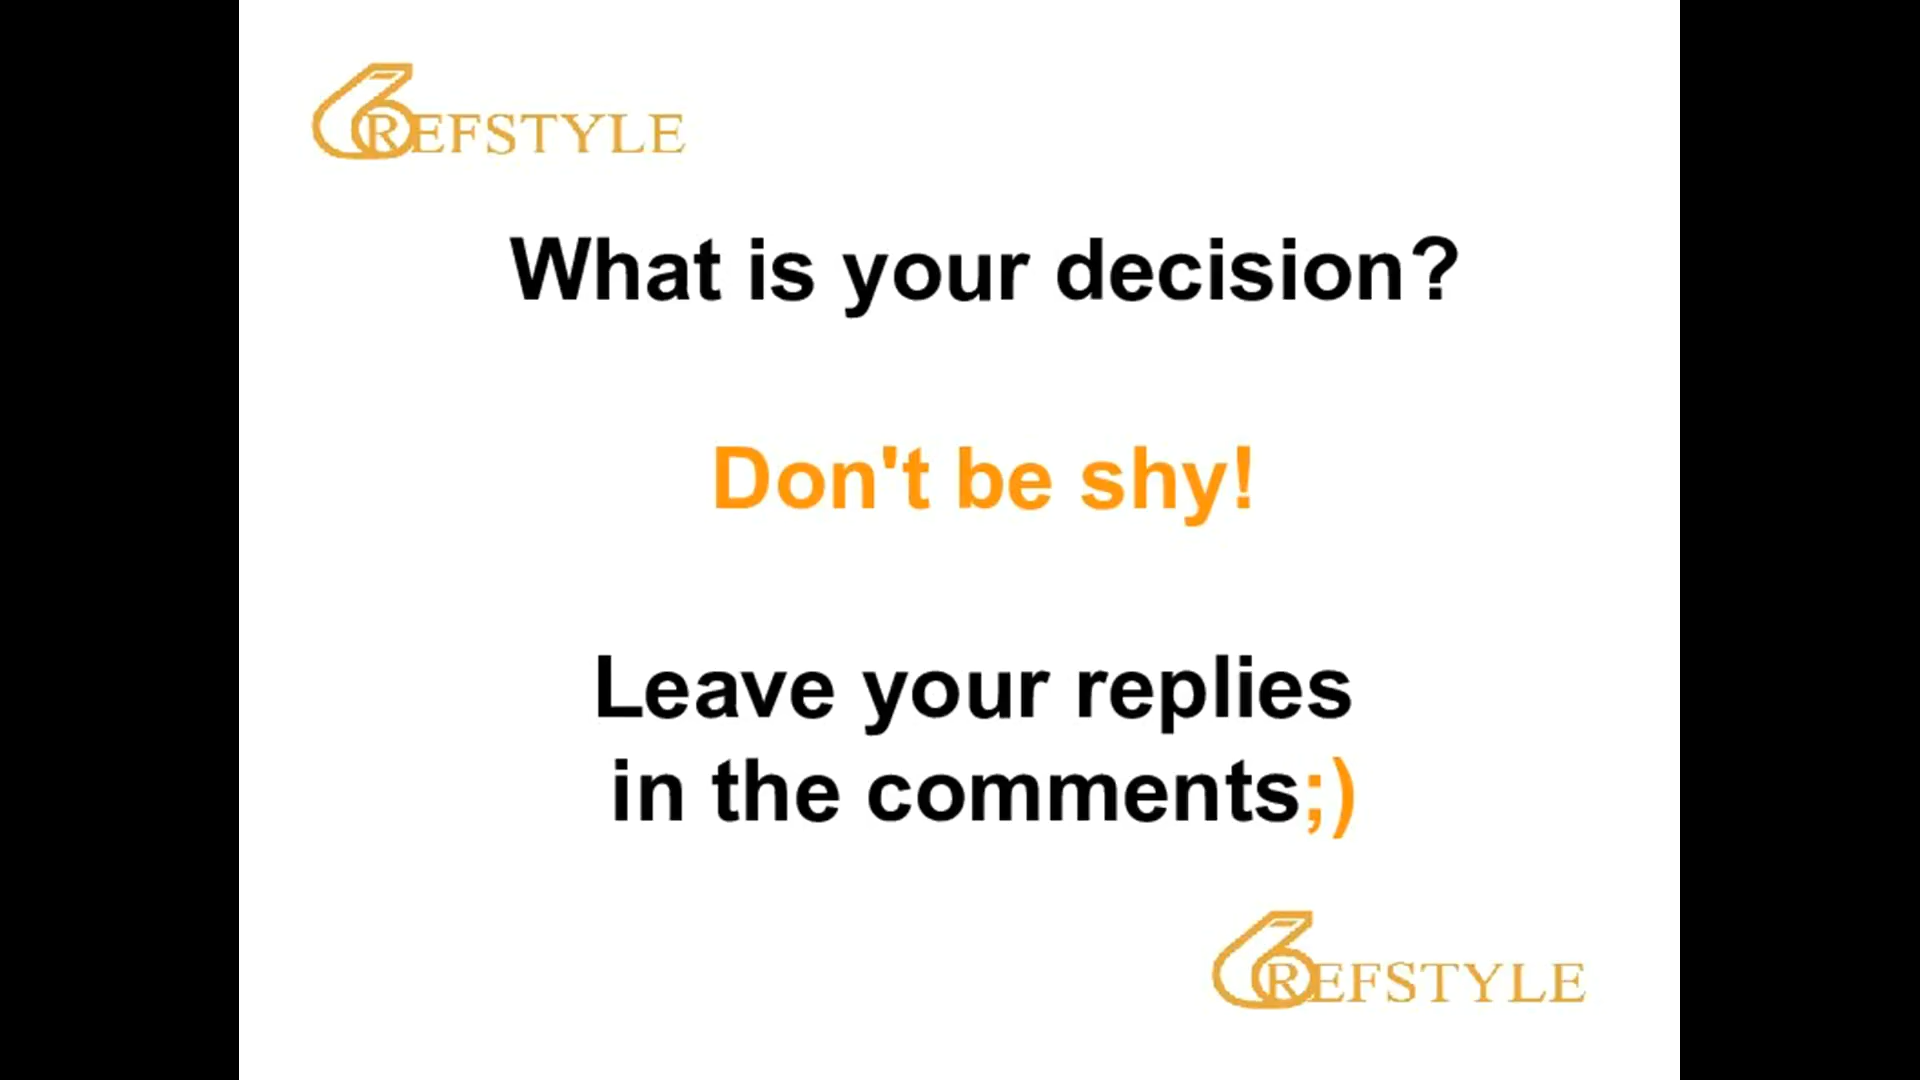 REFSTYLE
What is your decision?
Don't be shy!
Leave your replies
in the comments;)
REFSTYLE